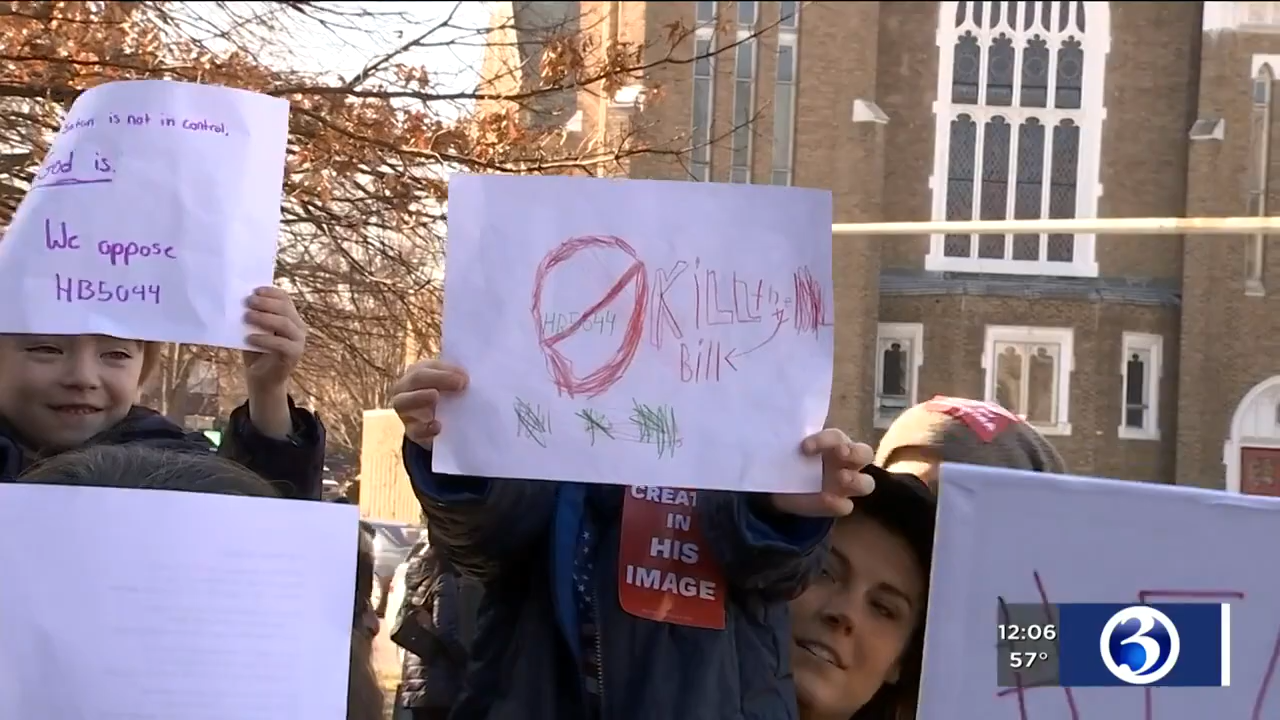 Satan is not in control.
God is.
We oppose
HB5044
HB5044
KiLL the
Bill
CREAT
IN
HIS
IMAGE
12:06
57°
3